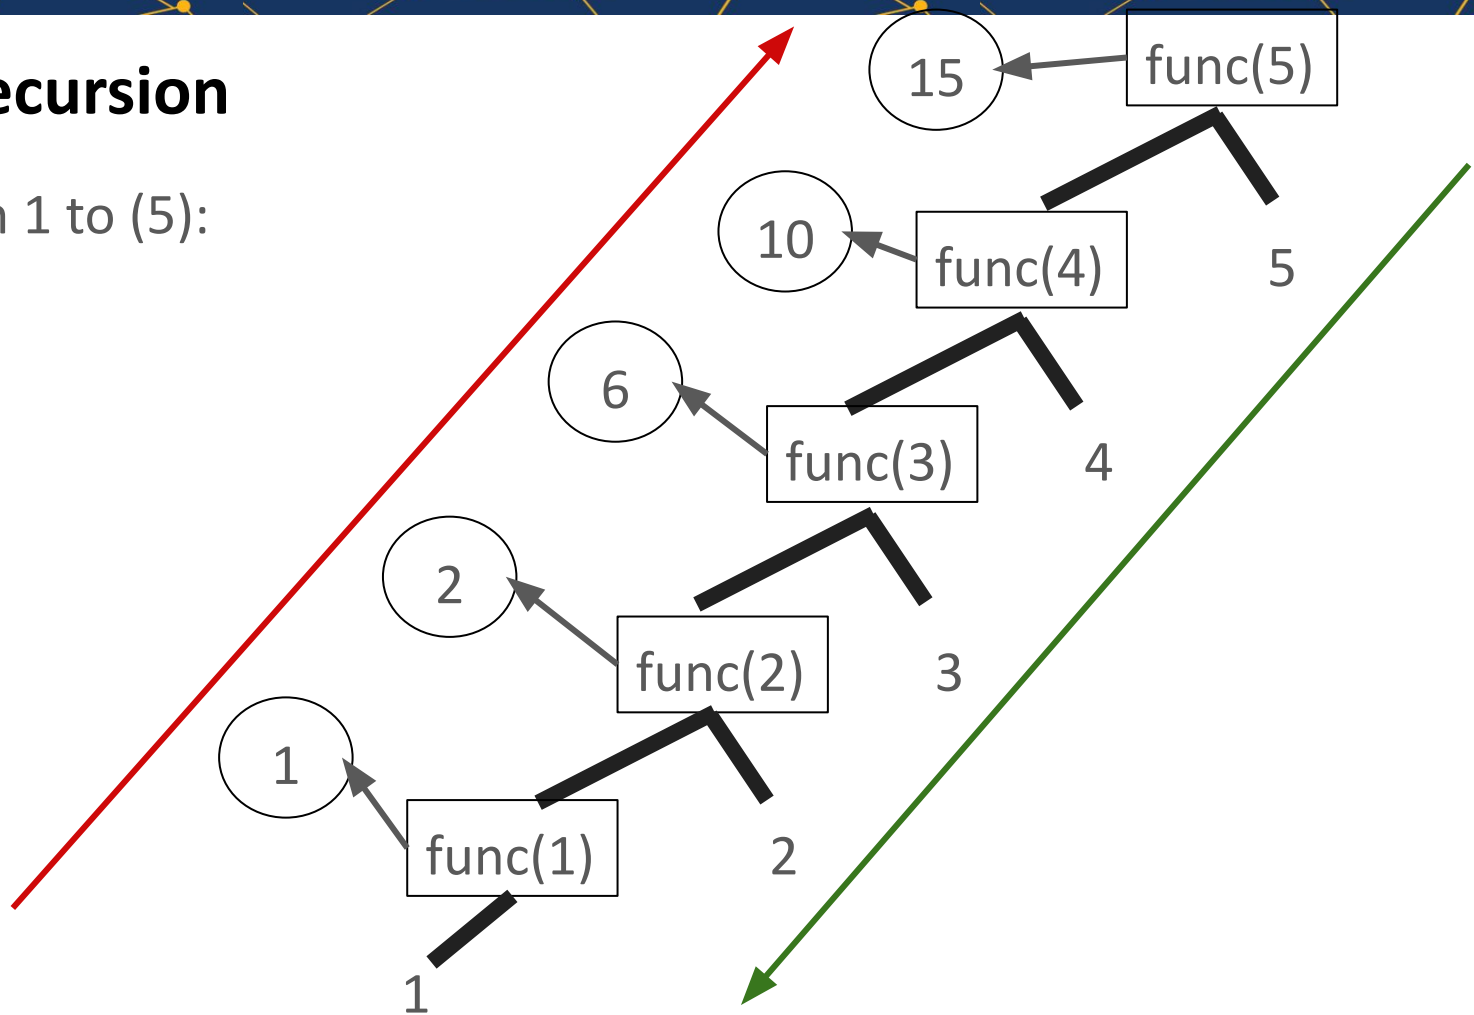 ecursion
n 1 to (5):
15
func(5)
10
func(4)
5
6
func(3)
4
2
func(2)
3
1
func(1)
2
1